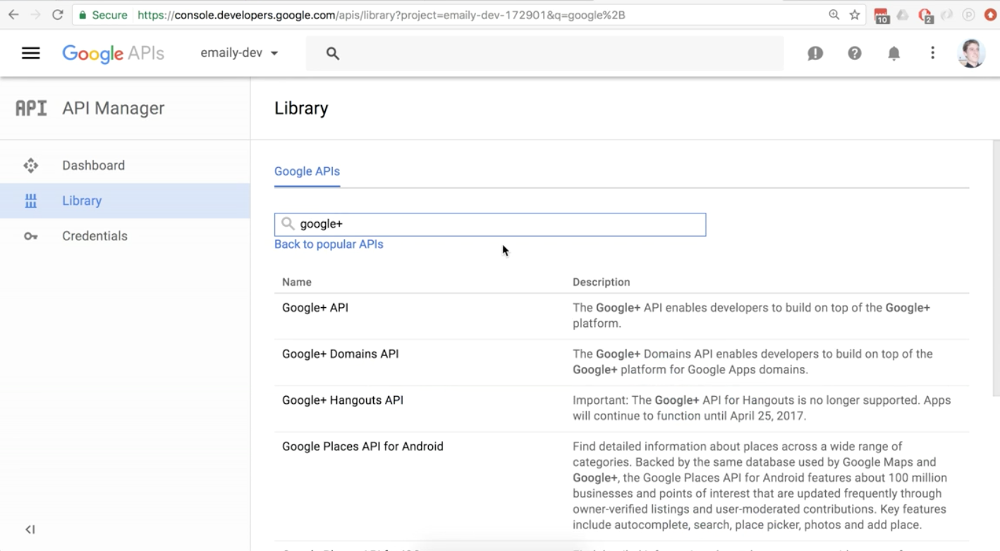 Secure https://console.developers.google.com/apis/library?project=emaily-dev-172901&q=google%2B
10 2
Google APIs emaily-dev
API API Manager
Library
Dashboard
Library
Credentials
Google APIs
google+
Back to popular APIs
Name Description
Google+ API The Google+ API enables developers to build on top of the Google+
platform.
Google+ Domains API The Google+ Domains API enables developers to build on top of the
Google+ platform for Google Apps domains.
Google+ Hangouts API Important: The Google+ API for Hangouts is no longer supported. Apps
will continue to function until April 25, 2017.
Google Places API for Android Find detailed information about places across a wide range of
categories. Backed by the same database used by Google Maps and
Google+, the Google Places API for Android features about 100 million
businesses and points of interest that are updated frequently through
owner-verified listings and user-moderated contributions. Key features
include autocomplete, search, place picker, photos and add place.